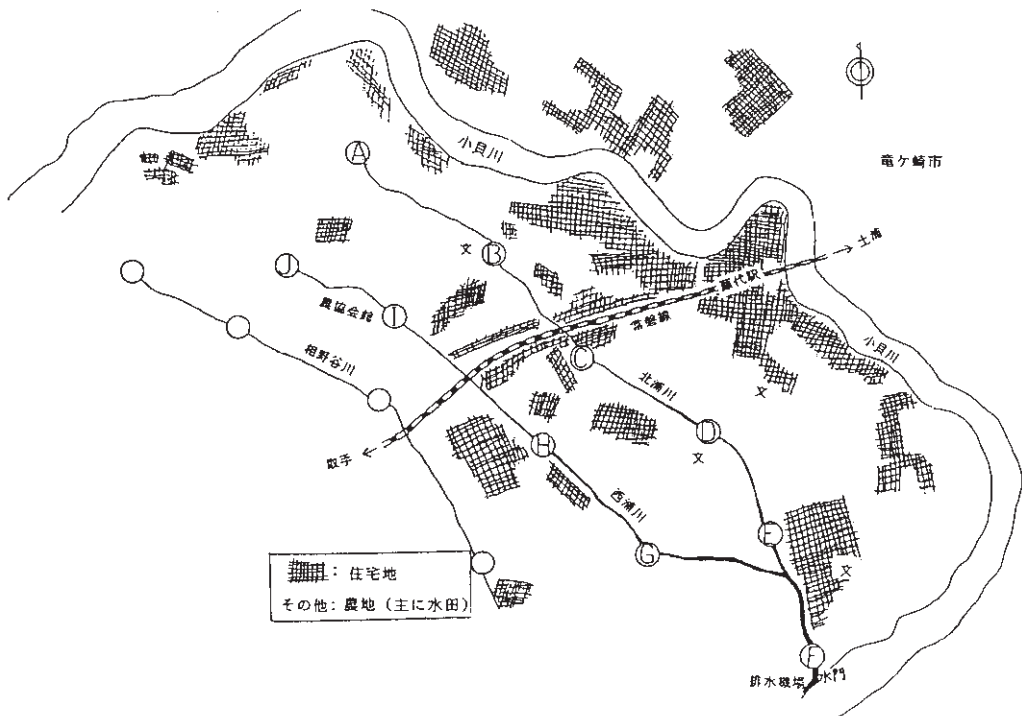 小貝川
竜ケ崎市
A
文
B
土浦
藤代駅
J
農協会館
I
常磐線
相野谷川
C
北浦川
小貝川
文
取手
D
文
H
西浦川
G
E
文
：住宅地
その他：農地（主に水田）
F
排水機場
水門